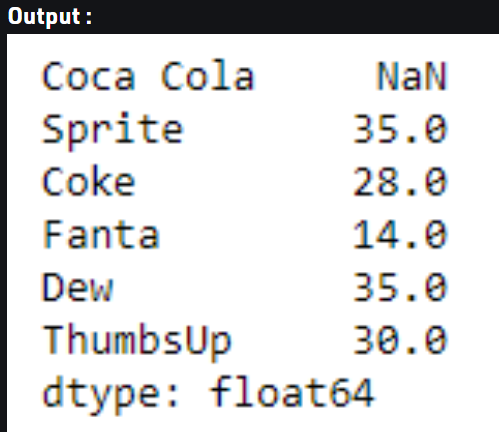 Output :
Coca Cola NaN
Sprite 35.0
Coke 28.0
Fanta 14.0
Dew 35.0
ThumbsUp 30.0
dtype: float64